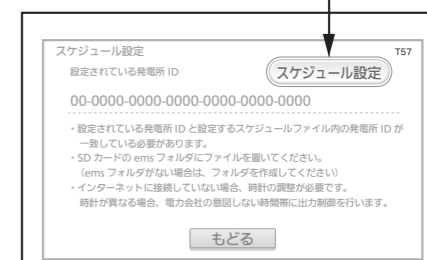 スケジュール設定
T57
設定されている発電所 ID
スケジュール設定
00-0000-0000-0000-0000-0000-0000
・設定されている発電所 ID と設定するスケジュールファイル内の発電所 ID が
一致している必要があります。
・SD カードの ems フォルダにファイルを置いてください。
（ems フォルダがない場合は、フォルダを作成してください）
・インターネットに接続していない場合、時計の調整が必要です。
時計が異なる場合、電力会社の意図しない時間帯に出力制御を行います。
もどる